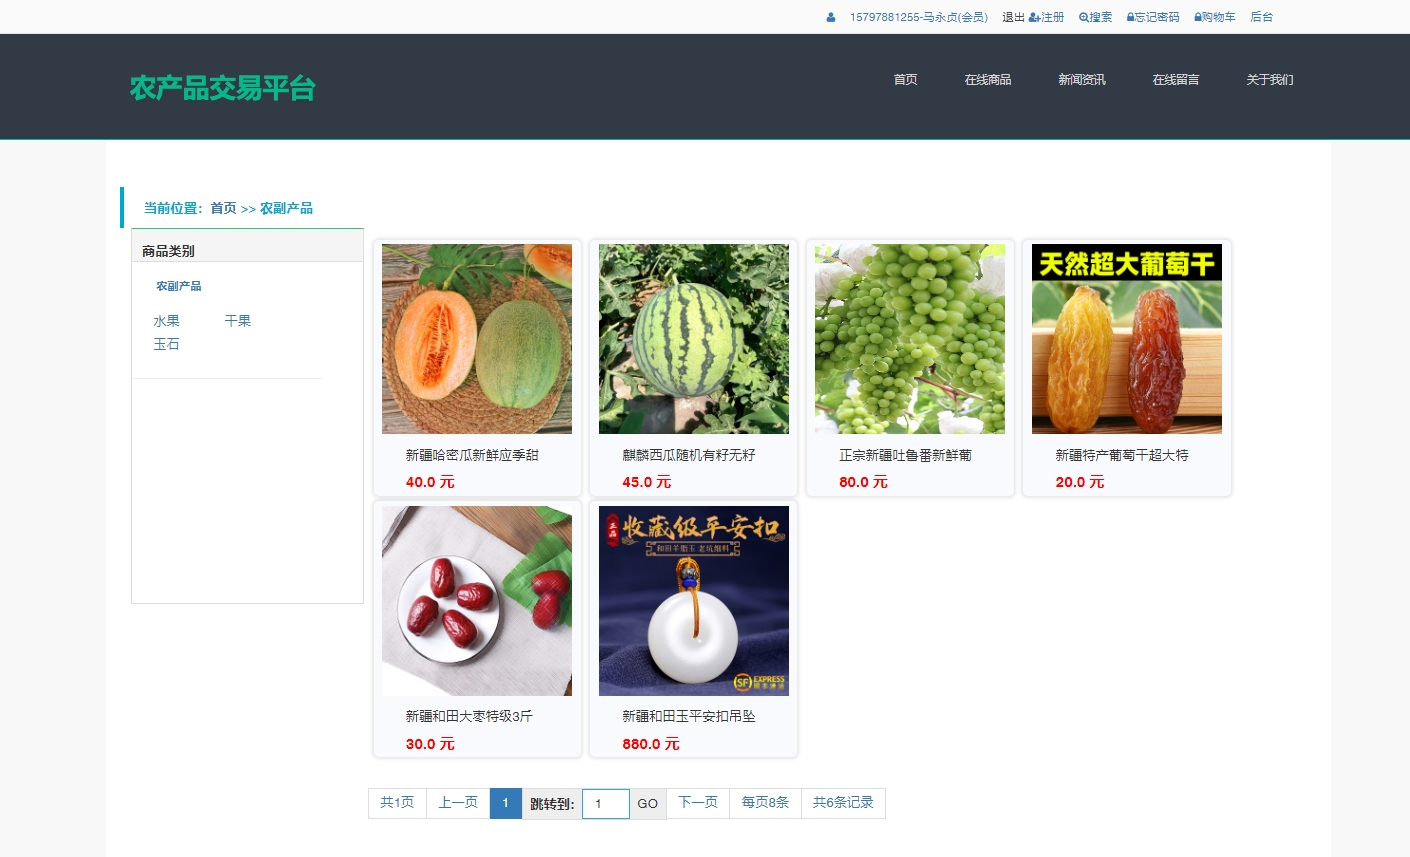 15797881255-马永贞(会员) 退出 注册 搜索 忘记密码 购物车 后台
农产品交易平台
首页 在线商品 新闻资讯 在线留言 关于我们
当前位置：首页 >> 农副产品
商品类别
农副产品
水果 干果
玉石
天然超大葡萄干
新疆哈密瓜新鲜应季甜 麒麟西瓜随机有籽无籽 正宗新疆吐鲁番新鲜葡 新疆特产葡萄干超大特
40.0 元 45.0 元 80.0 元 20.0 元
正品 收藏级平安扣
和田羊脂玉 老坑细料
SF EXPRESS
新疆和田大枣特级3斤 新疆和田玉平安扣吊坠
30.0 元 880.0 元
共1页 上一页 1 跳转到： 1 GO 下一页 每页8条 共6条记录